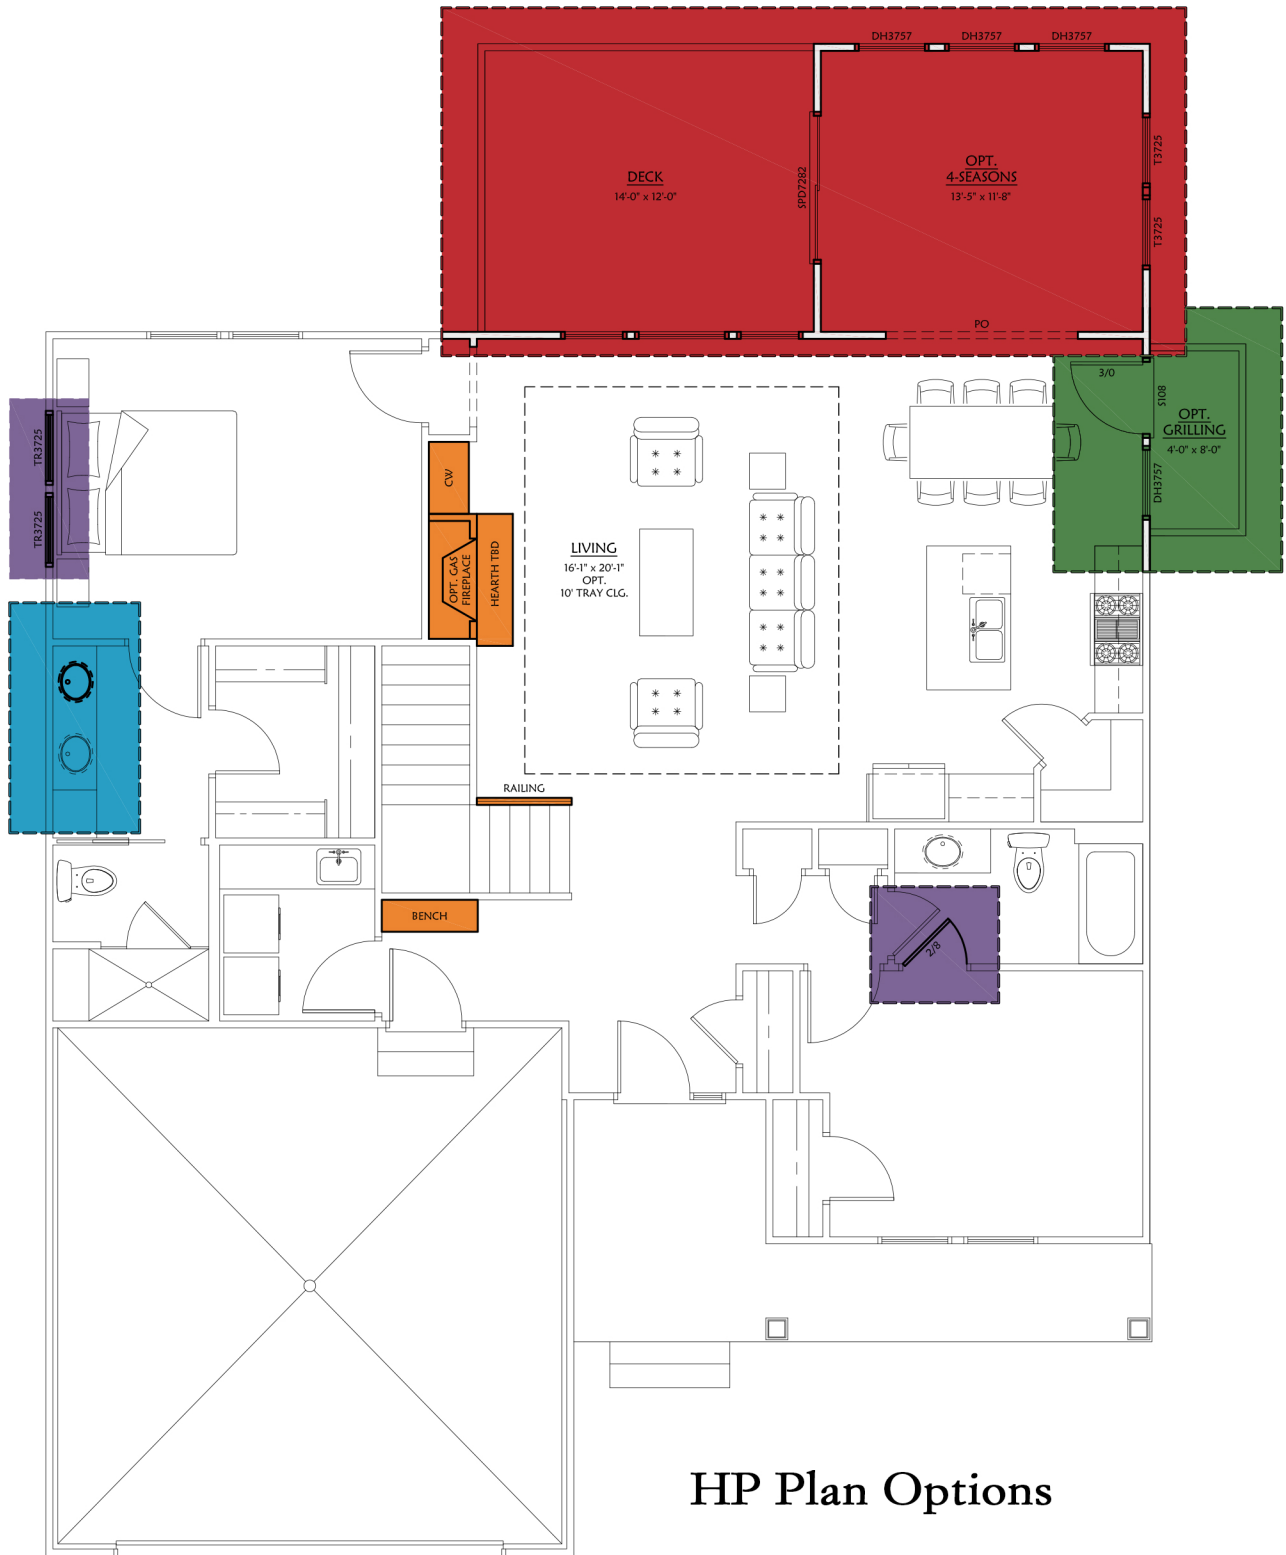 DH3757 DH3757 DH3757
DECK
14'-0" x 12'-0"
SPD7282
OPT.
4-SEASONS
13'-5" x 11'-8"
T3725
T3725
PO
3/0
S108
OPT.
GRILLING
4'-0" x 8'-0"
DH3757
TR3725
TR3725
CW
OPT. GAS
FIREPLACE
HEARTH TBD
LIVING
16'-1" x 20'-1"
OPT.
10' TRAY CLG.
RAILING
BENCH
2/8
HP Plan Options